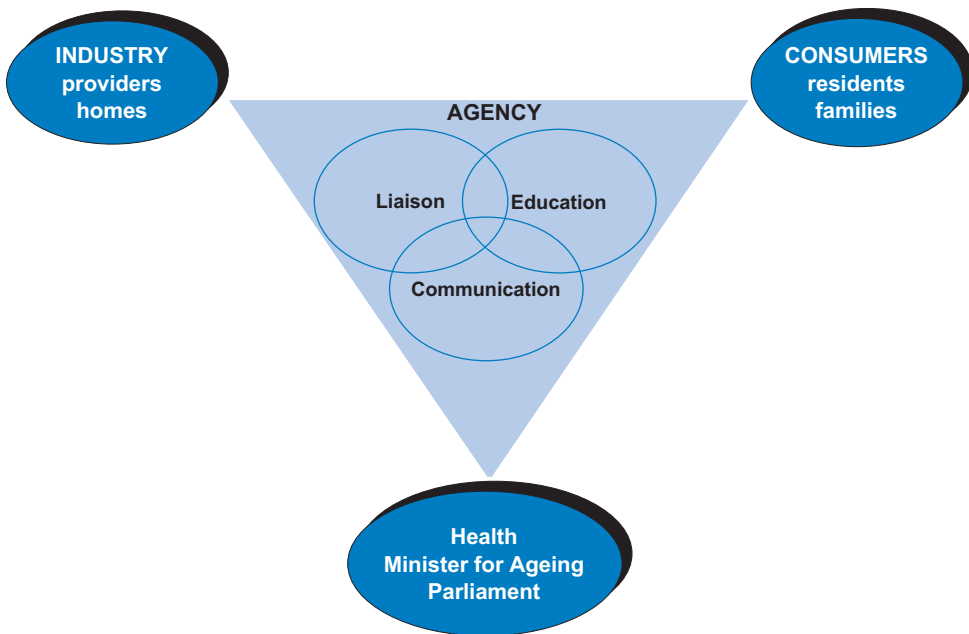 INDUSTRY
providers
homes
CONSUMERS
residents
families
AGENCY
Liaison
Education
Communication
Health
Minister for Ageing
Parliament